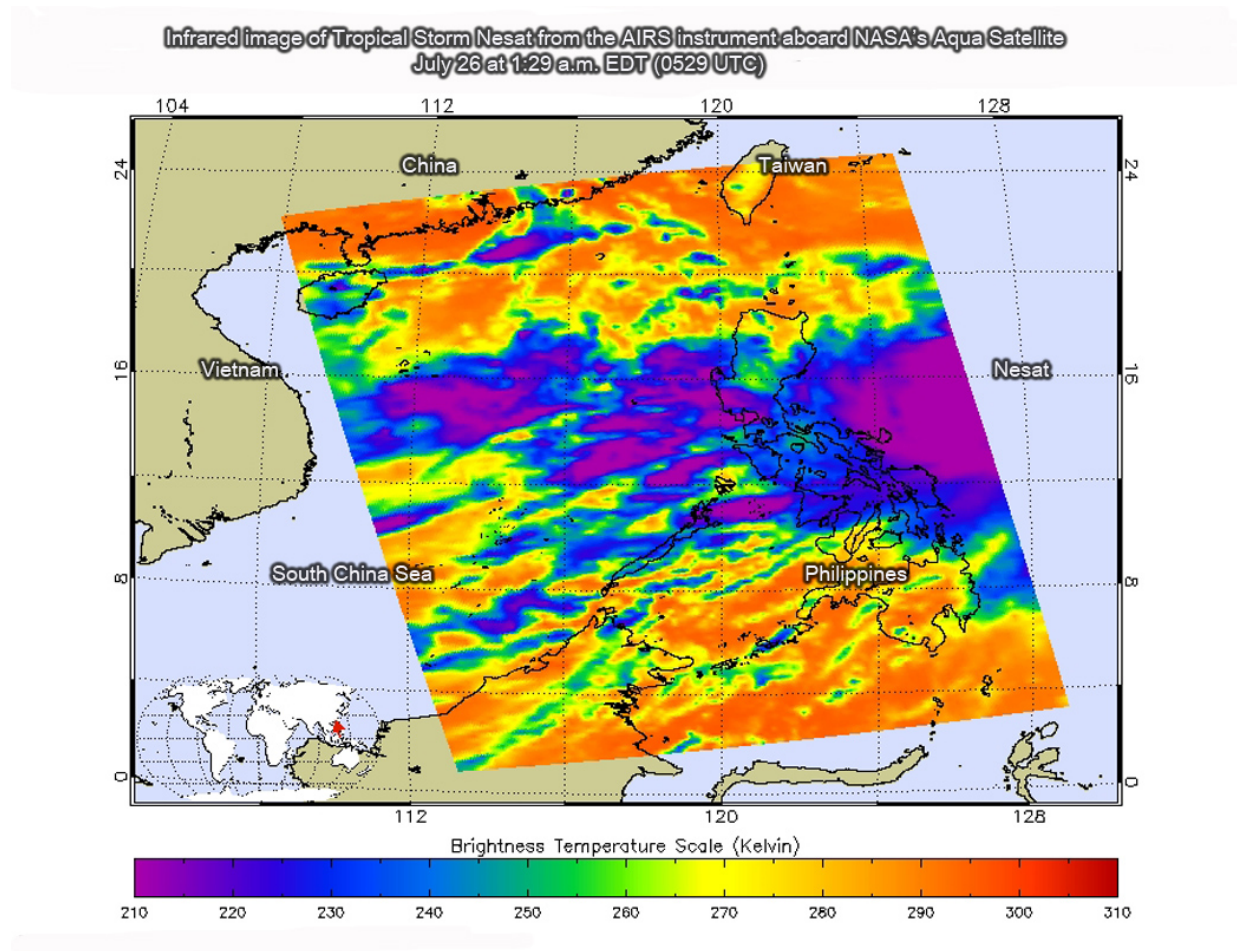 Infrared image of Tropical Storm Nesat from the AIRS instrument aboard NASA's Aqua Satellite
July 26 at 1:29 a.m. EDT (0529 UTC)
104 112 120 128
24 China Taiwan 24
16 Vietnam Nesat 16
8 South China Sea Philippines 8
0 0
112 120 128
Brightness Temperature Scale (Kelvin)
210 220 230 240 250 260 270 280 290 300 310